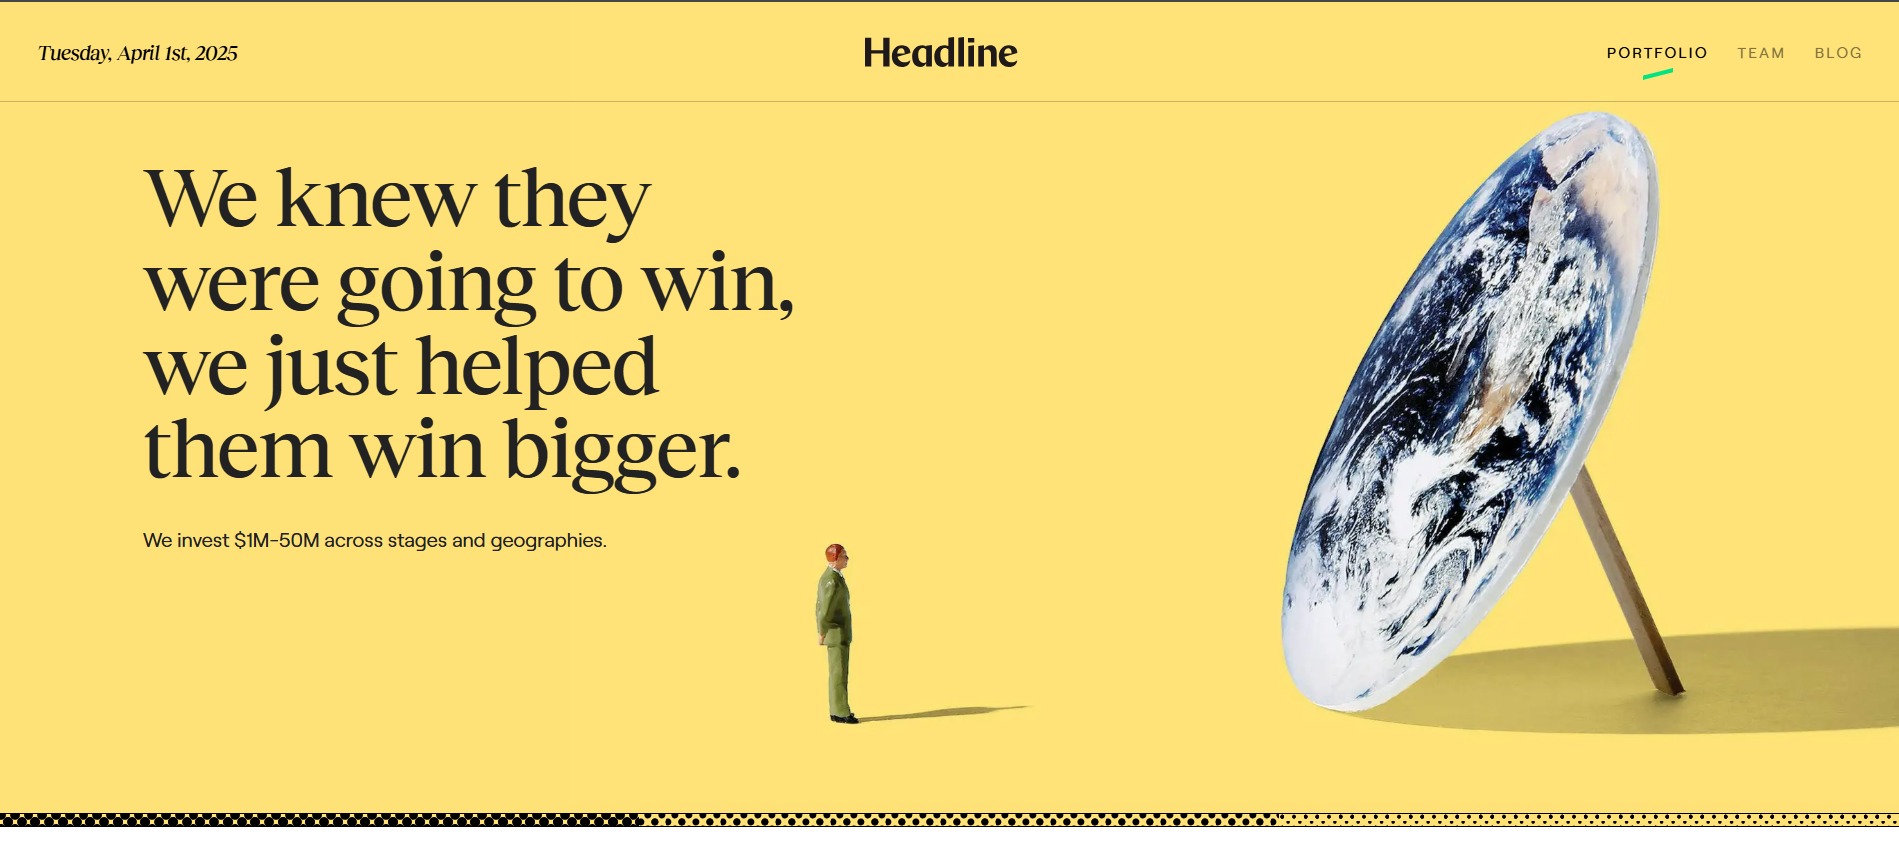 Tuesday, April 1st, 2025
Headline
PORTFOLIO TEAM BLOG
We knew they
were going to win,
we just helped
them win bigger.
We invest $1M-50M across stages and geographies.